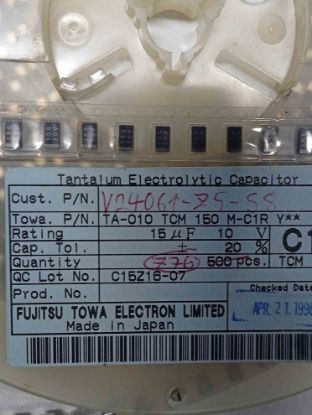 Tantalum Electrolytic Capacitor
Cust. P/N. V24061-Z5-SS
Towa. P/N. TA-010 TCM 150 M-C1R Y**
Rating 15 μF 10 V
Cap. Tol. ± 20 % C1
Quantity (776) 500 pcs. TCM
QC Lot No. C15Z16-07
Prod. No. Checked Date
FUJITSU TOWA ELECTRON LIMITED APR. 21. 1998
Made in Japan